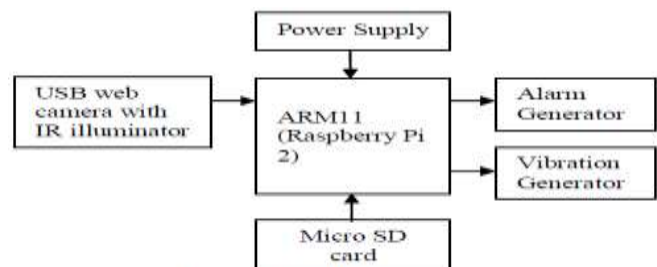 Power Supply
USB web
camera with
IR illuminator
ARM11
(Raspberry Pi
2)
Alarm
Generator
Vibration
Generator
Micro SD
card